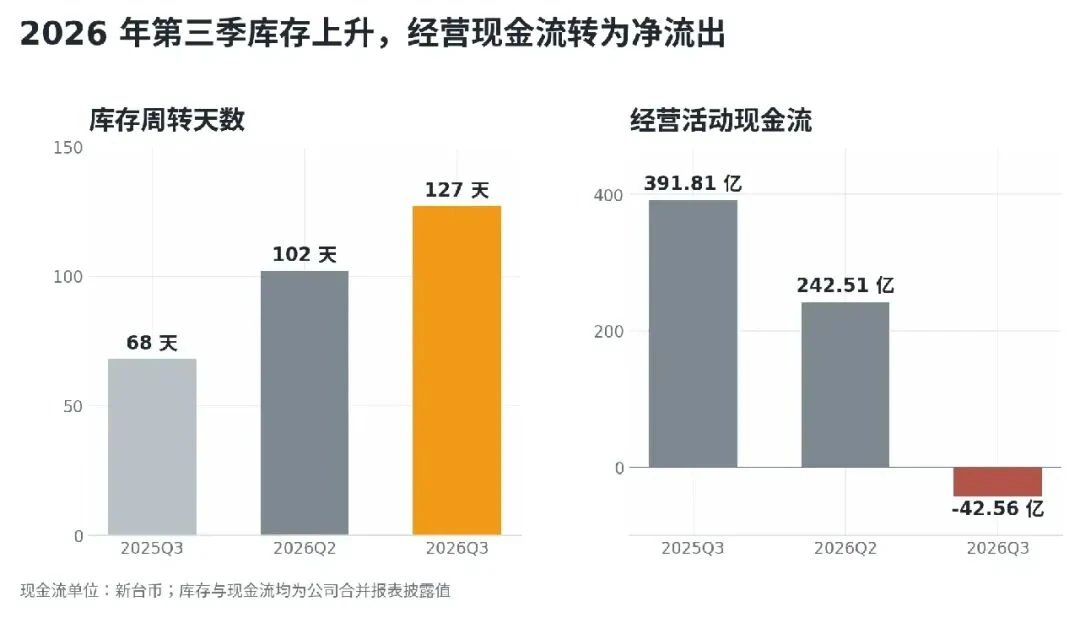 2026 年第三季库存上升，经营现金流转为净流出
库存周转天数
150
100
50
0
68 天
102 天
127 天
2025Q3
2026Q2
2026Q3
经营活动现金流
400
200
0
391.81 亿
242.51 亿
-42.56 亿
2025Q3
2026Q2
2026Q3
现金流单位：新台币；库存与现金流均为公司合并报表披露值